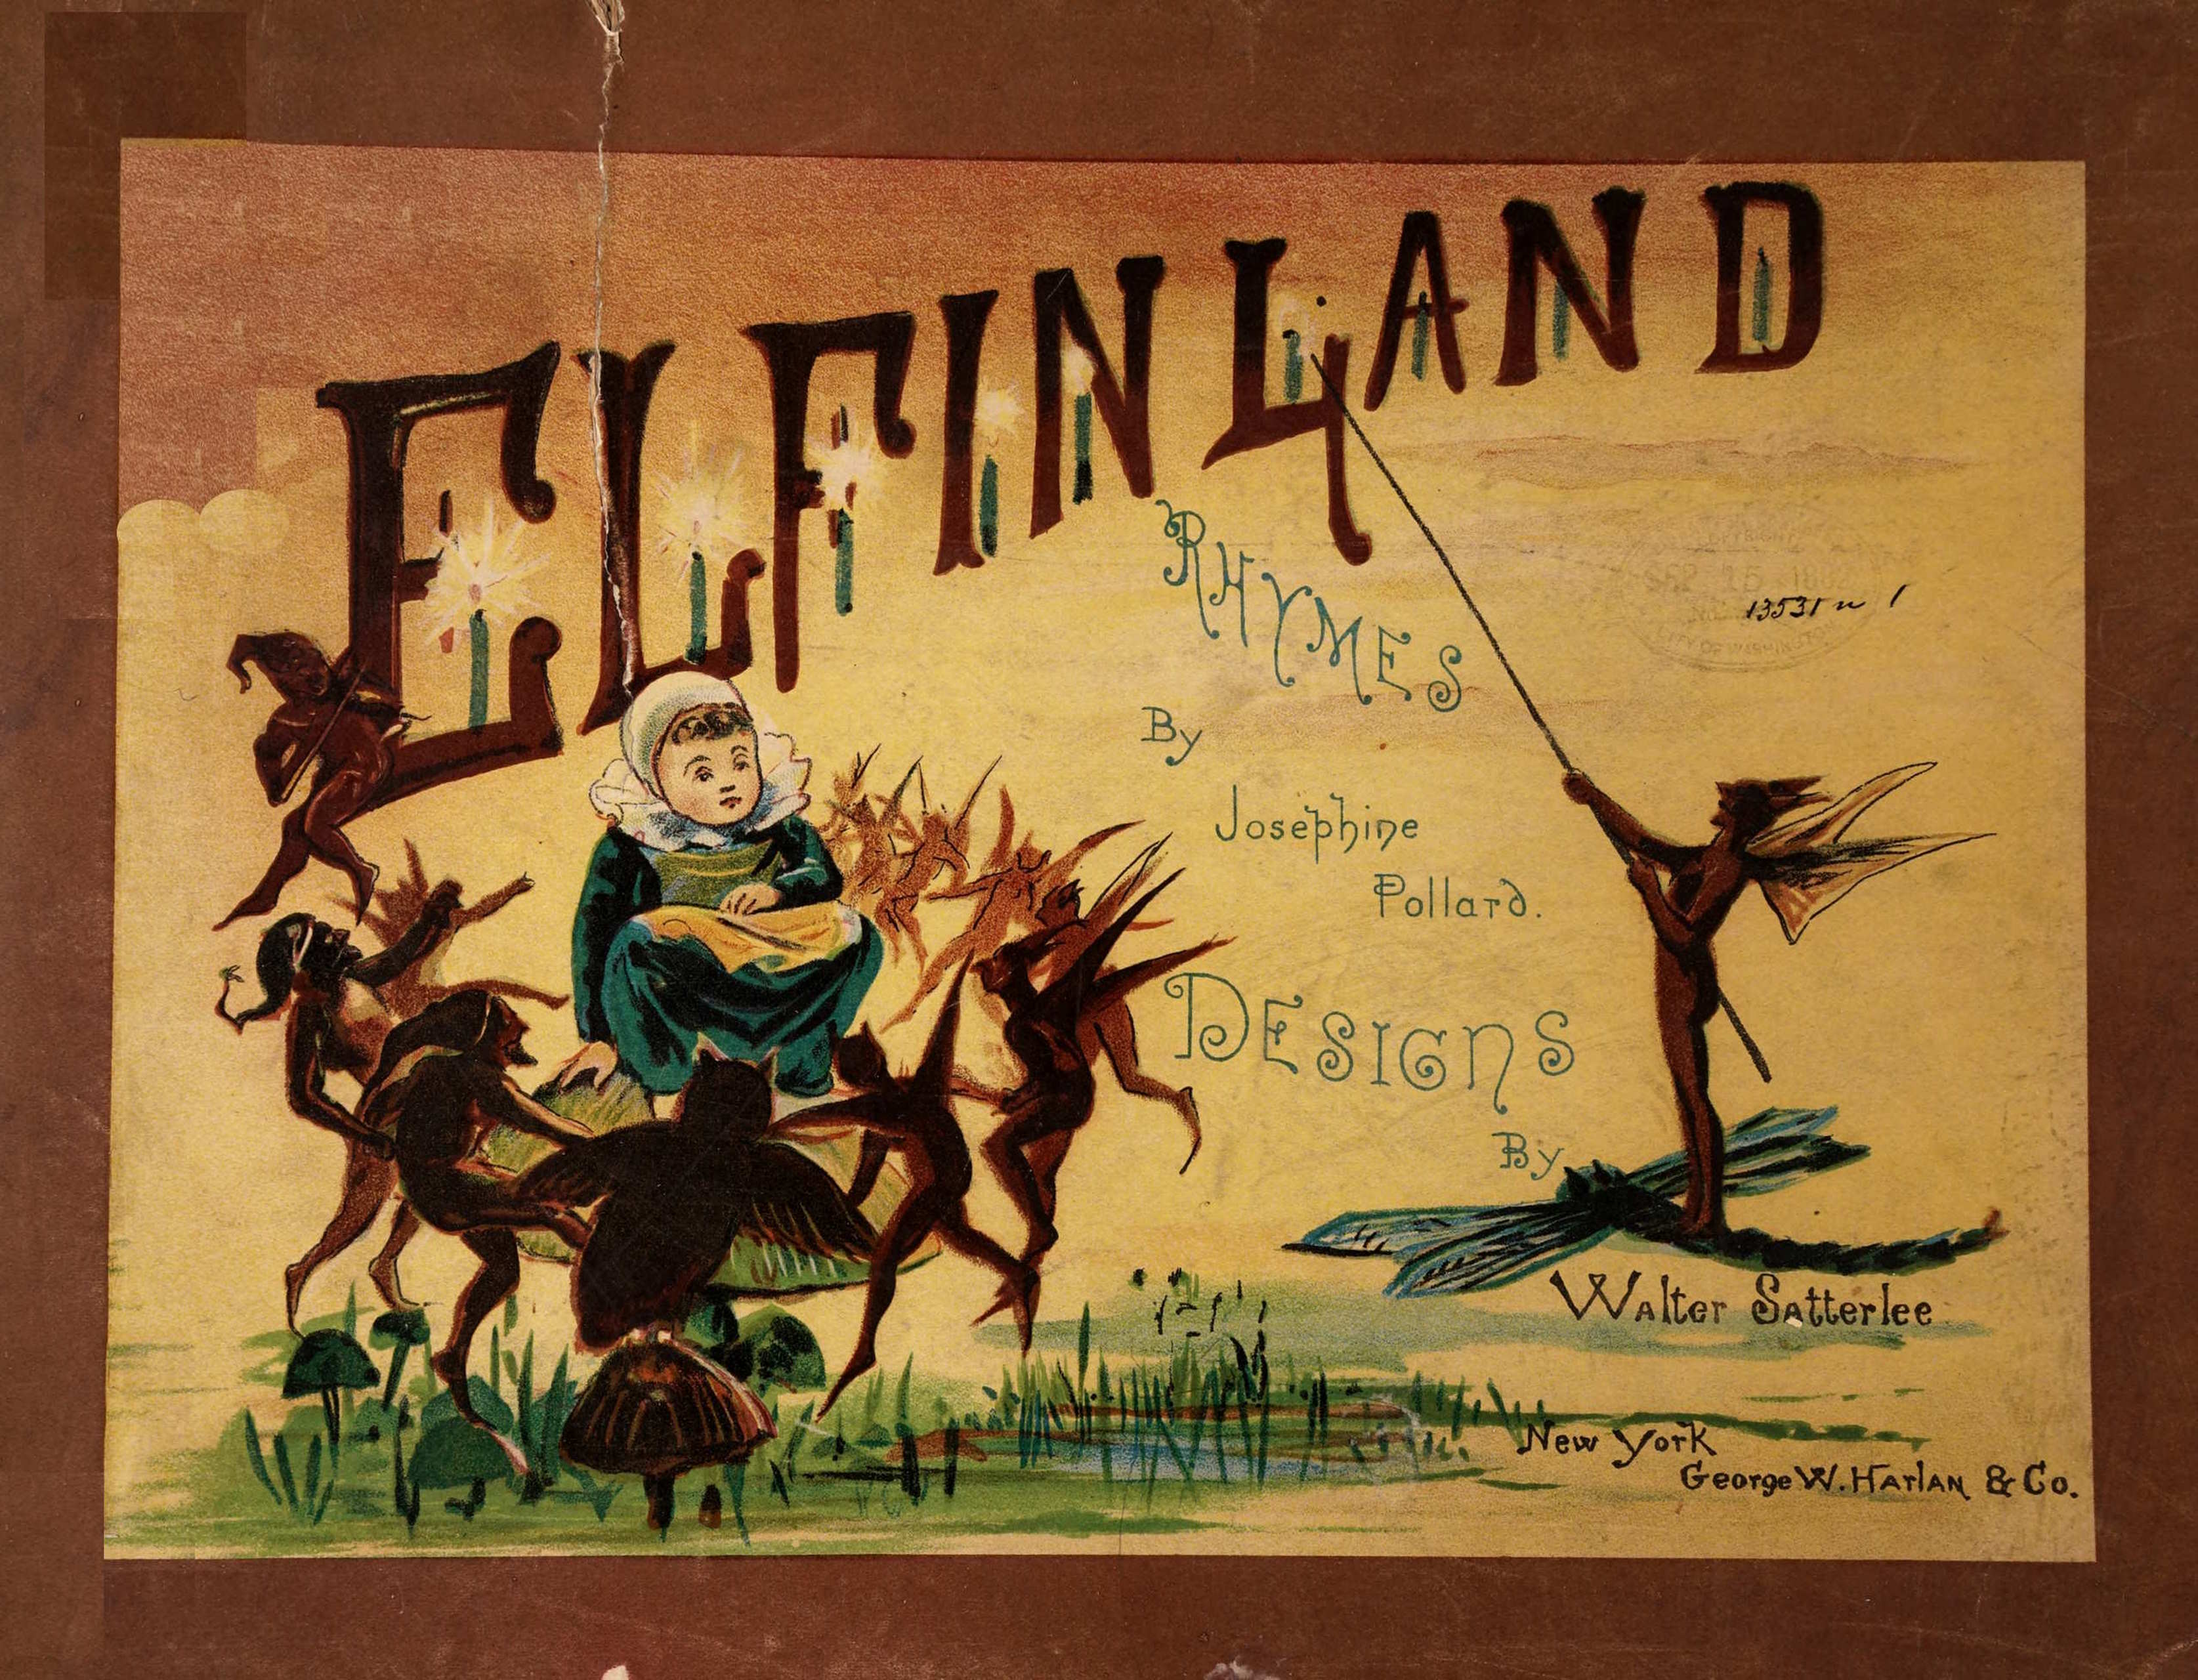 ELFINLAND
RHYMES
By
Josephine
Pollard.
DESIGNS
By
Walter Satterlee
New York
George W. Harlan & Co.
COPYRIGHT
SEP 15 1882
No. 13531 n 1
CITY OF WASHINGTON